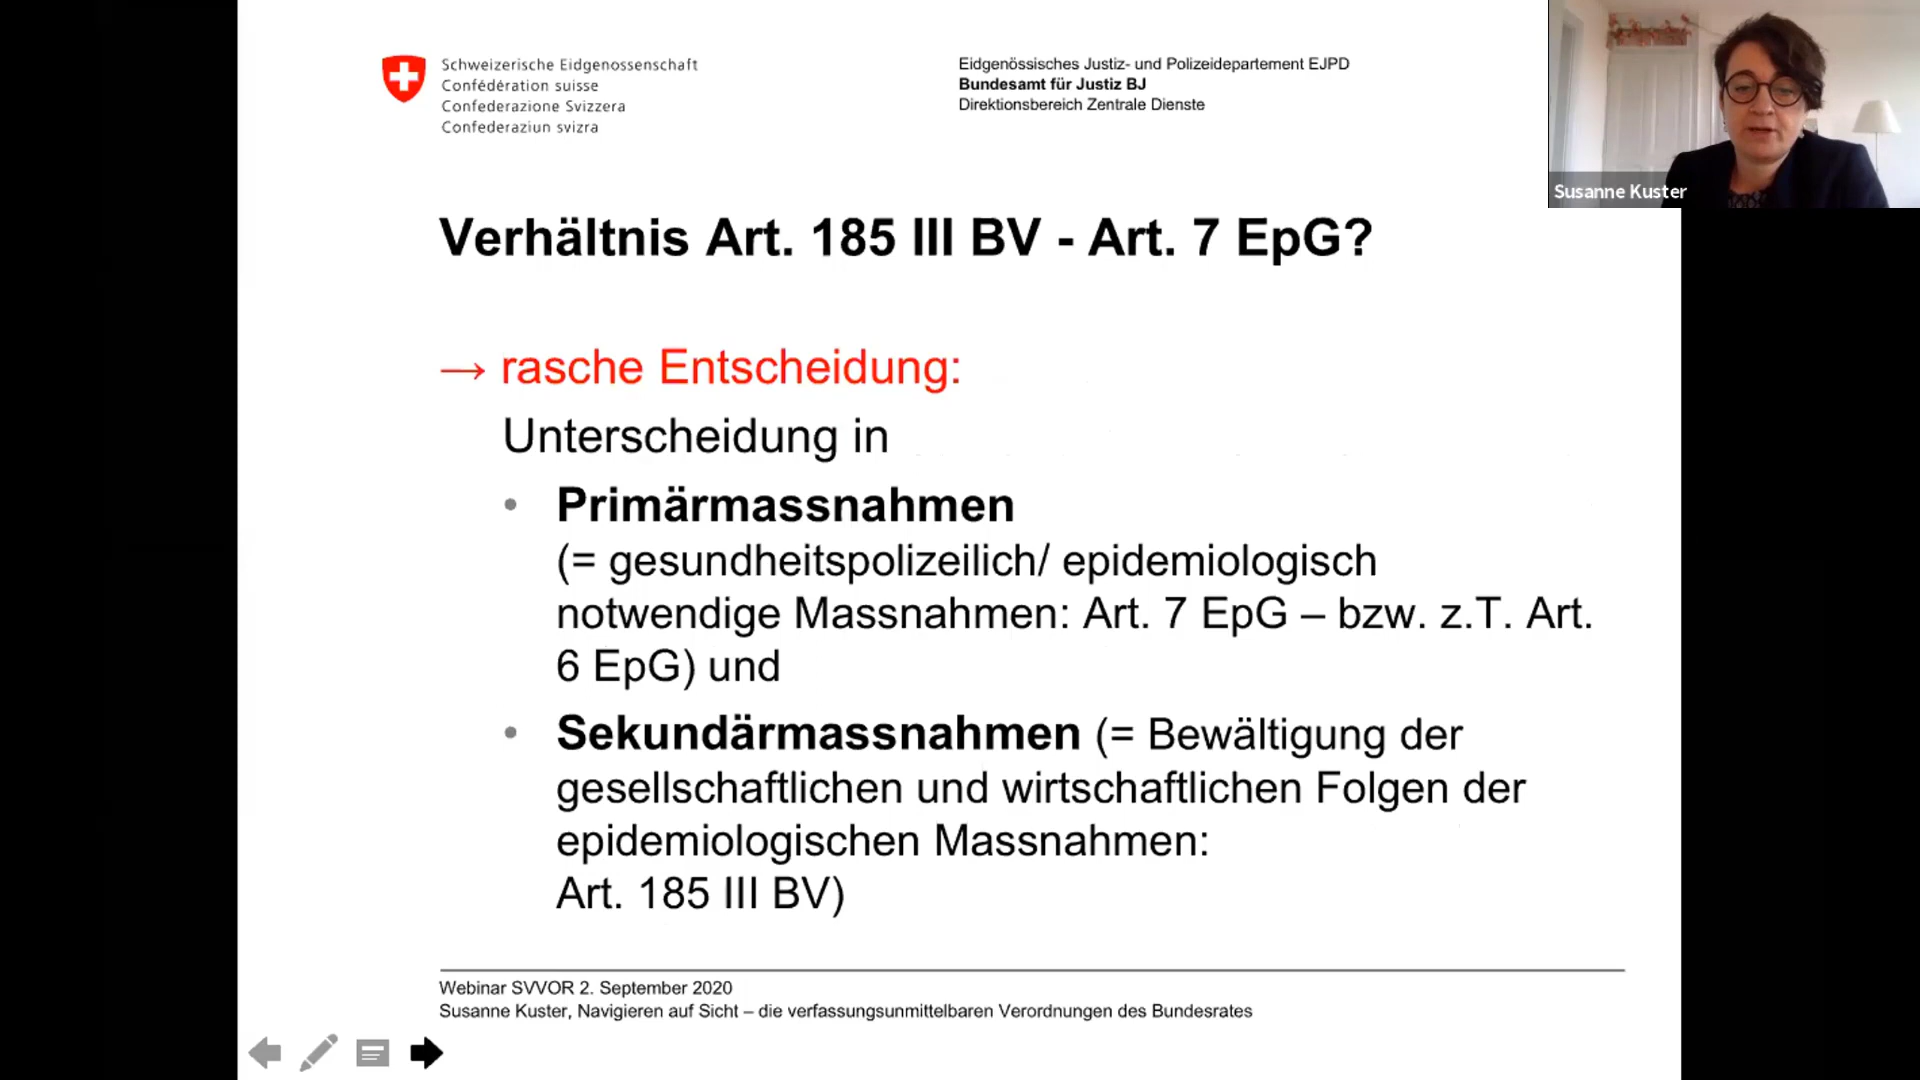 Schweizerische Eidgenossenschaft
Confédération suisse
Confederazione Svizzera
Confederaziun svizra
Eidgenössisches Justiz- und Polizeidepartement EJPD
Bundesamt für Justiz BJ
Direktionsbereich Zentrale Dienste
Susanne Kuster
Verhältnis Art. 185 III BV - Art. 7 EpG?
→ rasche Entscheidung:
Unterscheidung in
• Primärmassnahmen
(= gesundheitspolizeilich/ epidemiologisch
notwendige Massnahmen: Art. 7 EpG – bzw. z.T. Art.
6 EpG) und
• Sekundärmassnahmen (= Bewältigung der
gesellschaftlichen und wirtschaftlichen Folgen der
epidemiologischen Massnahmen:
Art. 185 III BV)
Webinar SVVOR 2. September 2020
Susanne Kuster, Navigieren auf Sicht – die verfassungsunmittelbaren Verordnungen des Bundesrates